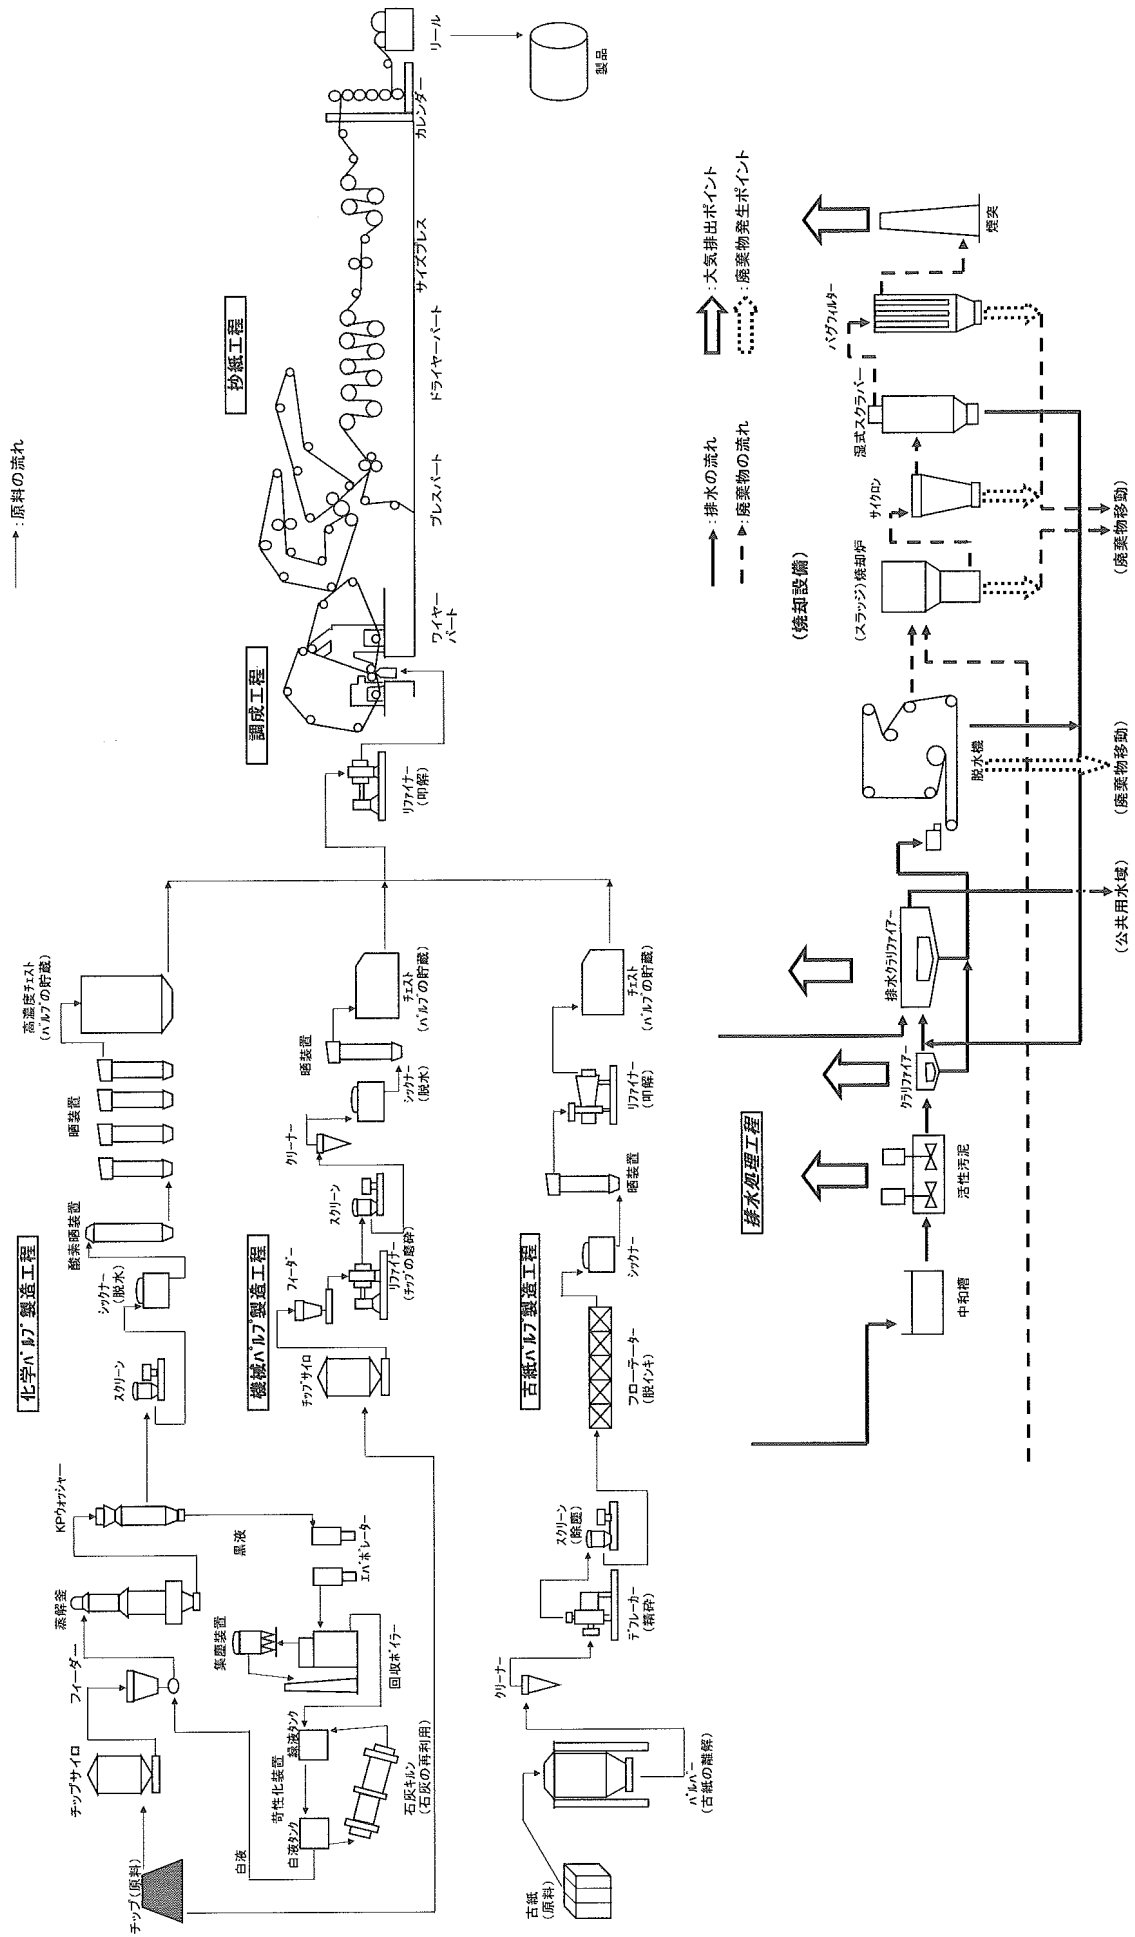 →：原料の流れ
化学パルプ製造工程
チップ(原料)
チップサイロ
フィーダー
蒸解釜
KPウォッシャー
スクリーン
シックナー
(脱水)
酸素晒装置
晒装置
高濃度チェスト
(パルプの貯蔵)
黒液
エバポレーター
集塵装置
回収ボイラー
緑液タンク
苛性化装置
白液タンク
白液
石灰キルン
(石灰の再利用)
機械パルプ製造工程
チップサイロ
フィーダー
リファイナー
(チップの磨砕)
スクリーン
クリーナー
シックナー
(脱水)
晒装置
チェスト
(パルプの貯蔵)
古紙パルプ製造工程
古紙
(原料)
パルパー
(古紙の離解)
クリーナー
デフレーカー
(精砕)
スクリーン
(除塵)
フローテーター
(脱インキ)
シックナー
晒装置
リファイナー
(叩解)
チェスト
(パルプの貯蔵)
調成工程
リファイナー
(叩解)
抄紙工程
ワイヤー
パート
プレスパート
ドライヤーパート
サイズプレス
カレンダー
リール
製品
排水処理工程
中和槽
活性汚泥
クラリファイアー
排水クラリファイアー
(公共用水域)
脱水機
(廃棄物移動)
(焼却設備)
(スラッジ)焼却炉
サイクロン
湿式スクラバー
バグフィルター
煙突
(廃棄物移動)
→：排水の流れ
：廃棄物の流れ
：大気排出ポイント
：廃棄物発生ポイント